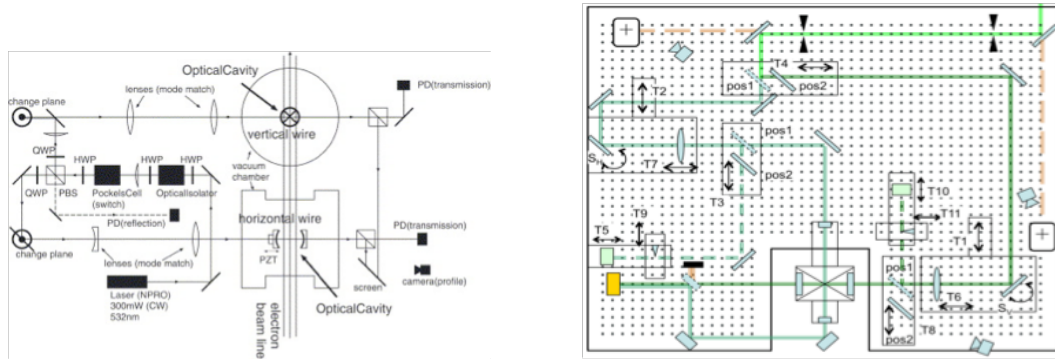 OpticalCavity
lenses (mode match)
PD(transmission)
change plane
QWP
vertical wire
HWP
HWP
HWP
vacuum
chamber
QWP
PBS
PockelsCell
(switch)
OpticalIsolator
PD(reflection)
horizontal wire
PD(transmission)
change plane
lenses (mode match)
PZT
camera(profile)
screen
Laser (NPRO)
300mW (CW)
532nm
OpticalCavity
electron
beam line
T4
pos1
pos2
T2
pos1
T7
pos2
T3
T10
T11
T9
T5
T1
pos1
T6
T8
pos2